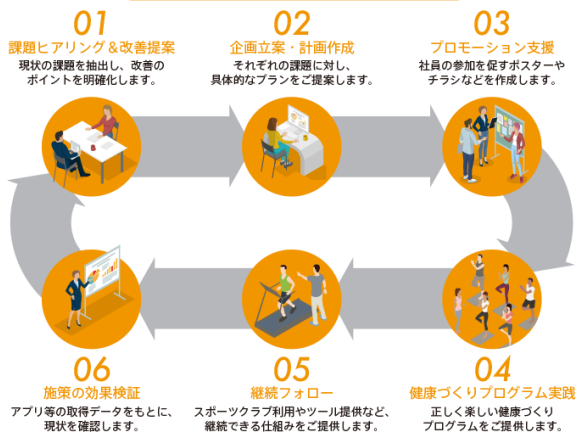 01
課題ヒアリング＆改善提案
現状の課題を抽出し、改善の
ポイントを明確化します。
02
企画立案・計画作成
それぞれの課題に対し、
具体的なプランをご提案します。
03
プロモーション支援
社員の参加を促すポスターや
チラシなどを作成します。
04
健康づくりプログラム実践
正しく楽しい健康づくり
プログラムをご提供します。
05
継続フォロー
スポーツクラブ利用やツール提供など、
継続できる仕組みをご提供します。
06
施策の効果検証
アプリ等の取得データをもとに、
現状を確認します。